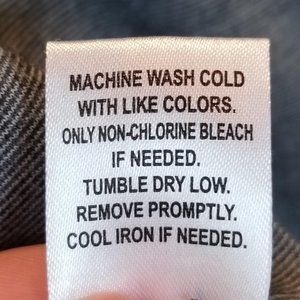 MACHINE WASH COLD
WITH LIKE COLORS.
ONLY NON-CHLORINE BLEACH
IF NEEDED.
TUMBLE DRY LOW.
REMOVE PROMPTLY.
COOL IRON IF NEEDED.